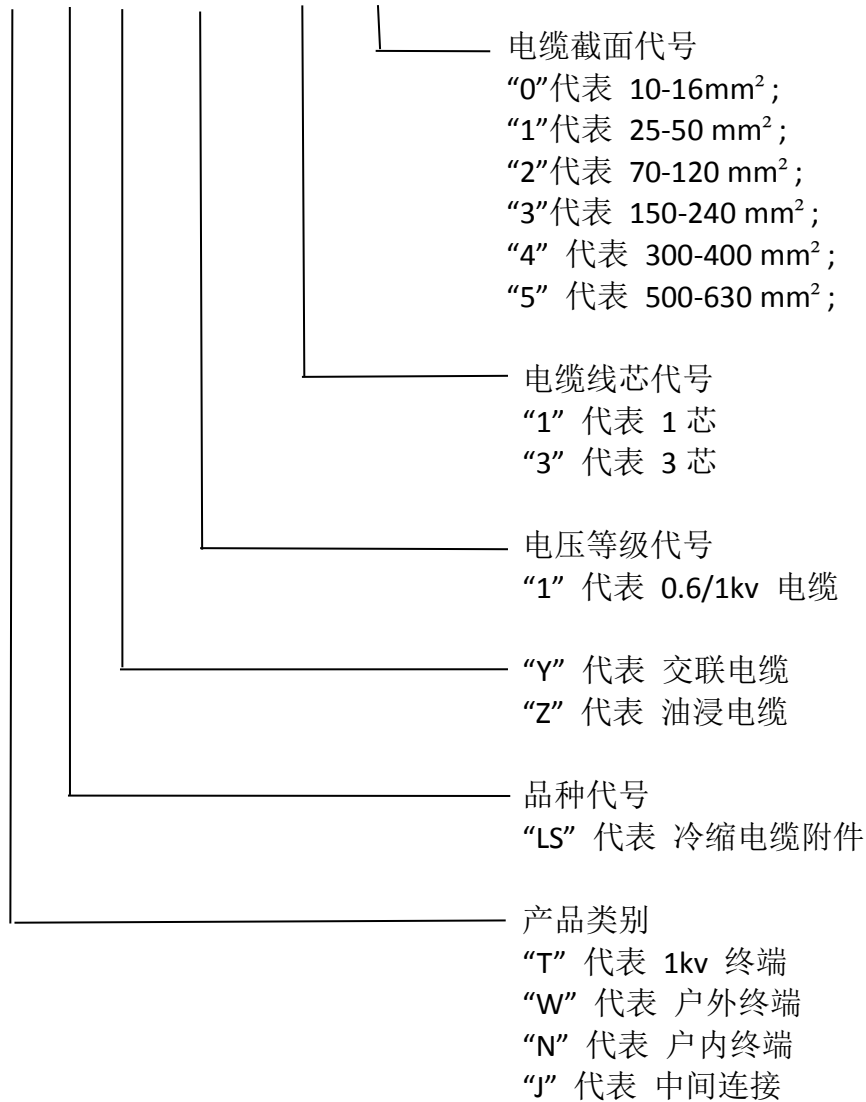 电缆截面代号
“0”代表 10-16mm²;
“1”代表 25-50 mm²;
“2”代表 70-120 mm²;
“3”代表 150-240 mm²;
“4” 代表 300-400 mm²;
“5” 代表 500-630 mm²;
电缆线芯代号
“1” 代表 1 芯
“3” 代表 3 芯
电压等级代号
“1” 代表 0.6/1kv 电缆
“Y” 代表 交联电缆
“Z” 代表 油浸电缆
品种代号
“LS” 代表 冷缩电缆附件
产品类别
“T” 代表 1kv 终端
“W” 代表 户外终端
“N” 代表 户内终端
“J” 代表 中间连接